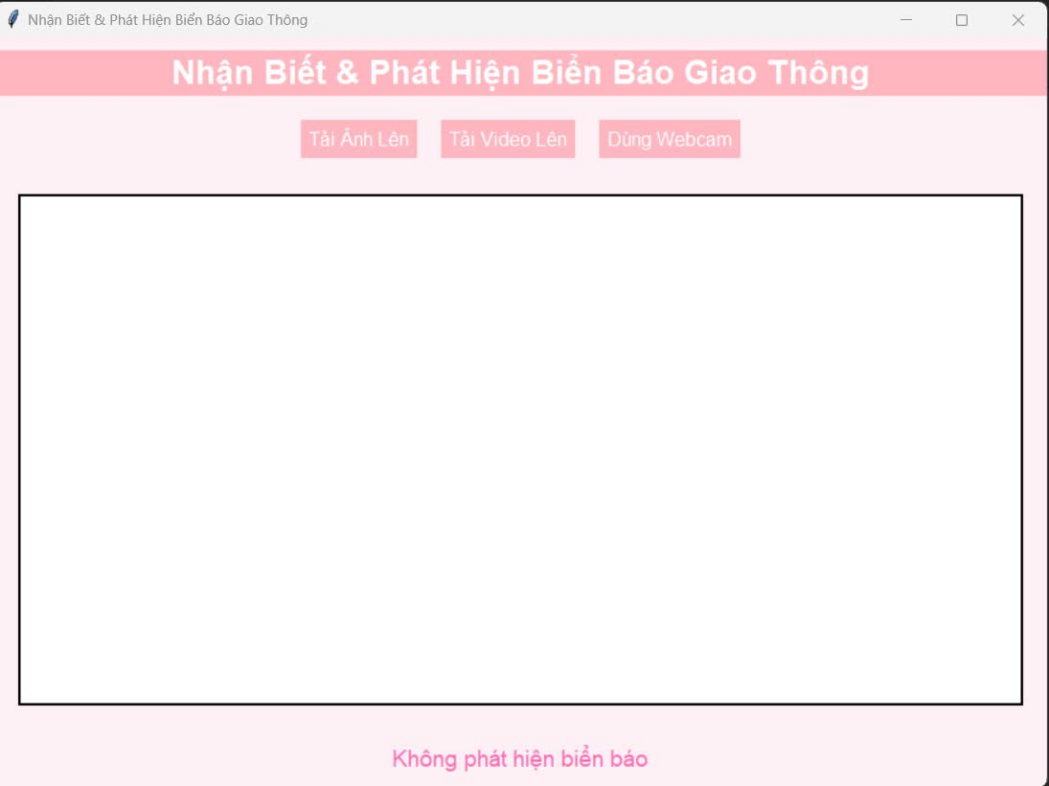 Nhận Biết & Phát Hiện Biển Báo Giao Thông
Nhận Biết & Phát Hiện Biển Báo Giao Thông
Tải Ảnh Lên
Tải Video Lên
Dùng Webcam
Không phát hiện biển báo